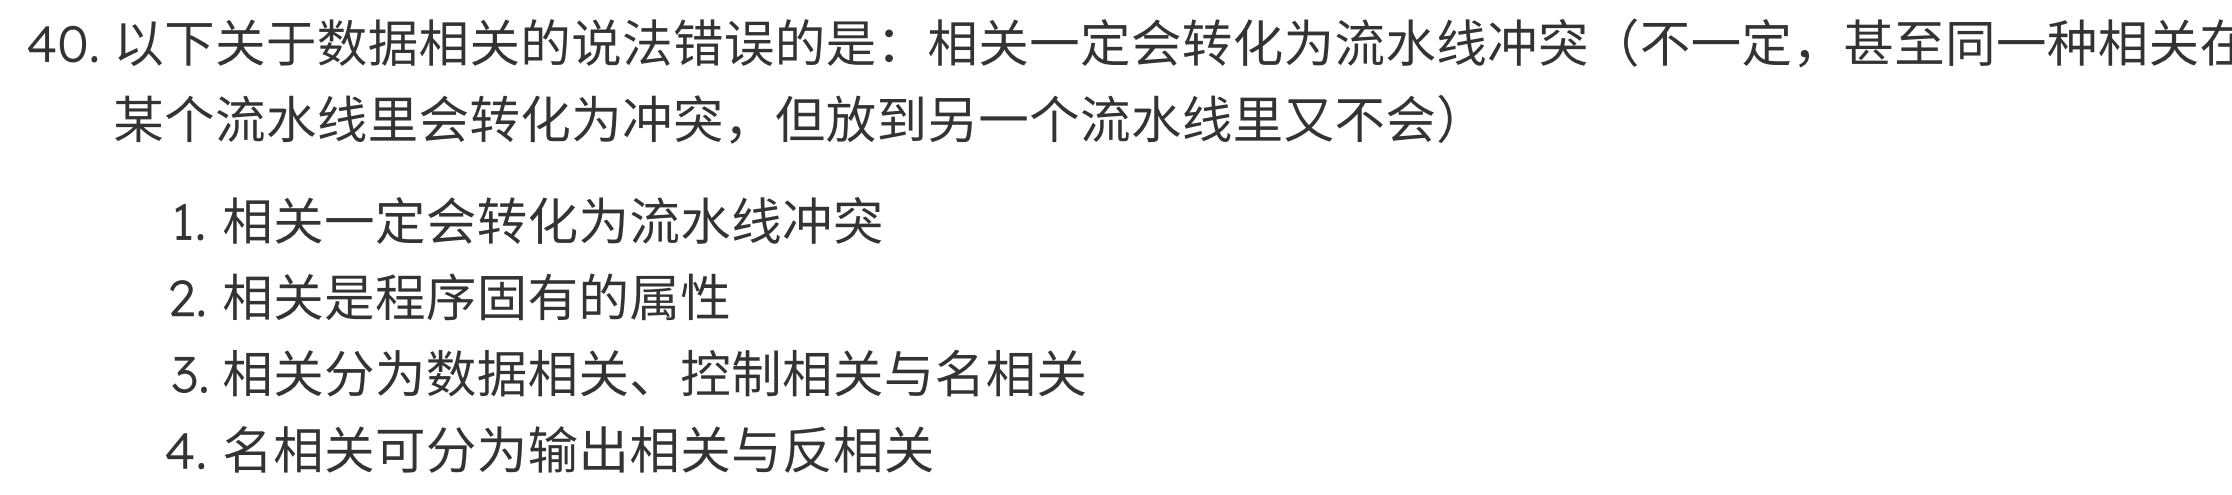 40. 以下关于数据相关的说法错误的是：相关一定会转化为流水线冲突（不一定，甚至同一种相关在
某个流水线里会转化为冲突，但放到另一个流水线里又不会）
1. 相关一定会转化为流水线冲突
2. 相关是程序固有的属性
3. 相关分为数据相关、控制相关与名相关
4. 名相关可分为输出相关与反相关